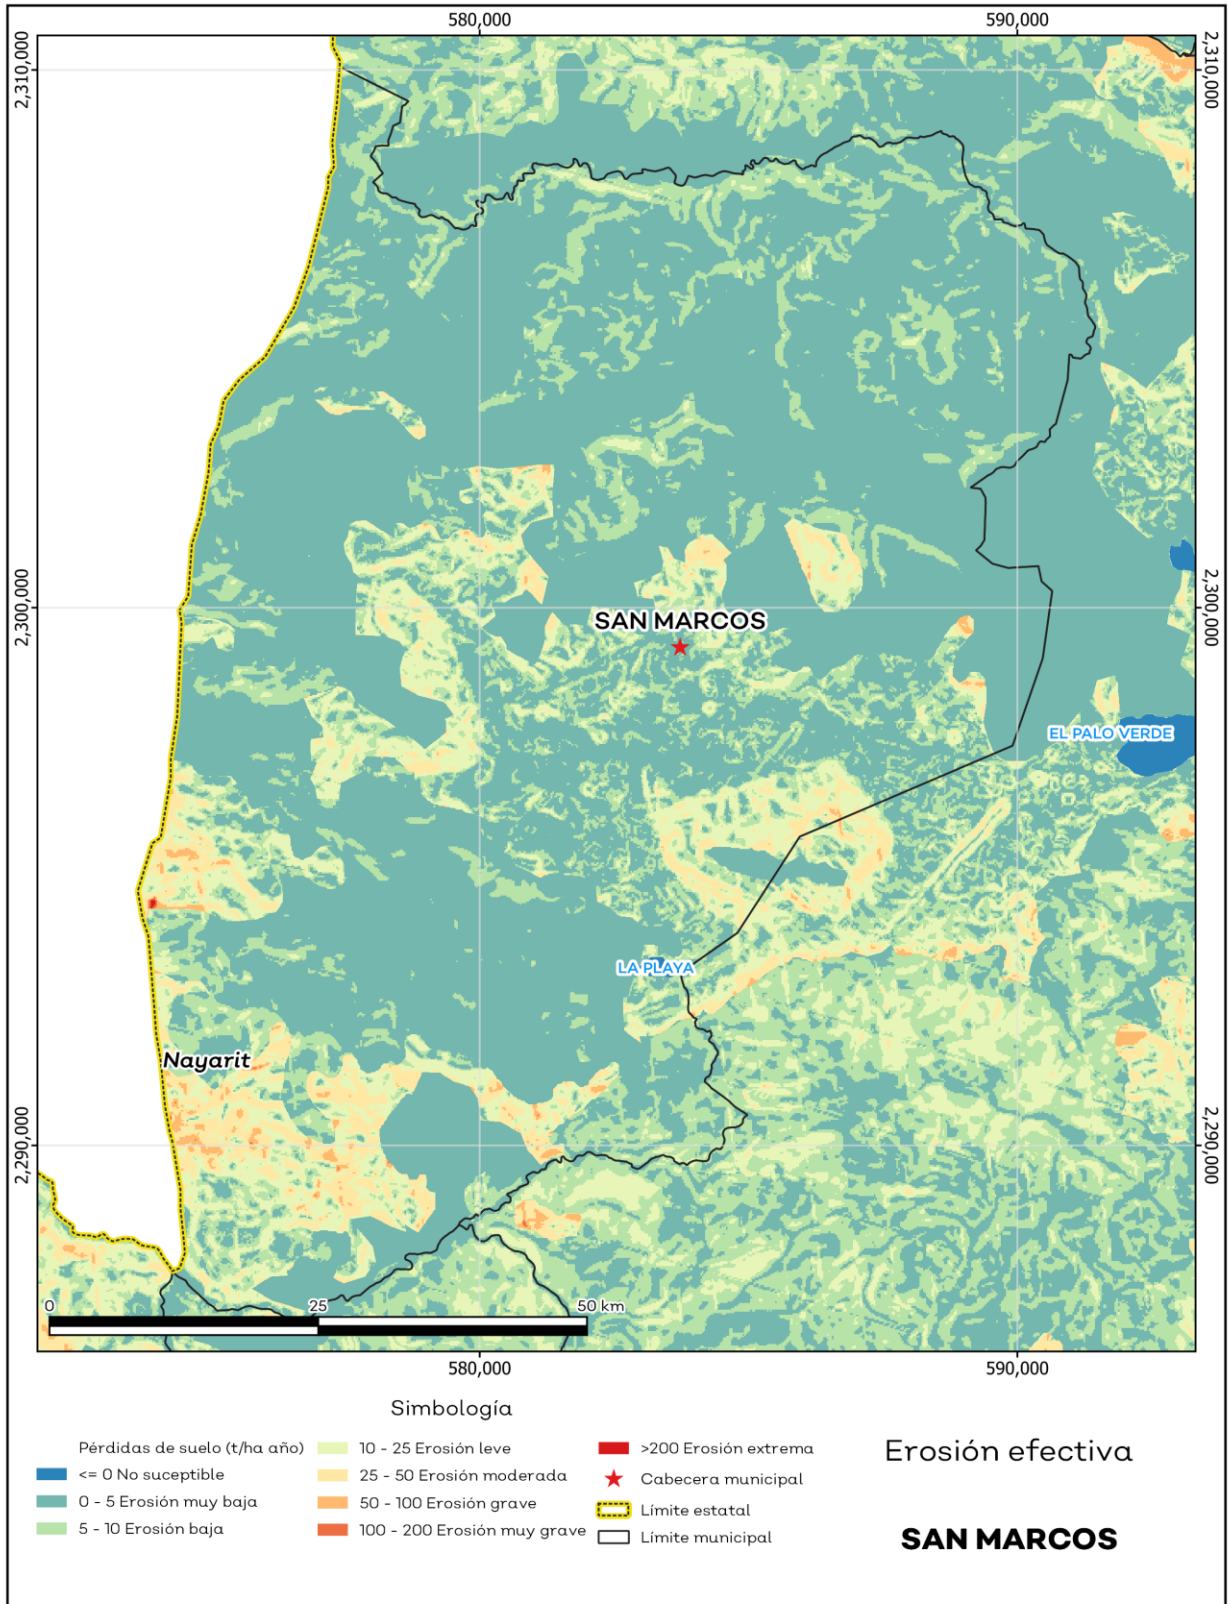 580,000
590,000
2,310,000
2,310,000
2,300,000
2,300,000
SAN MARCOS
EL PALO VERDE
LA PLAYA
Nayarit
2,290,000
2,290,000
0
25
50 km
580,000
590,000
Simbología
Pérdidas de suelo (t/ha año)
<= 0 No suceptible
0 - 5 Erosión muy baja
5 - 10 Erosión baja
10 - 25 Erosión leve
25 - 50 Erosión moderada
50 - 100 Erosión grave
100 - 200 Erosión muy grave
>200 Erosión extrema
Cabecera municipal
Límite estatal
Límite municipal
Erosión efectiva
SAN MARCOS